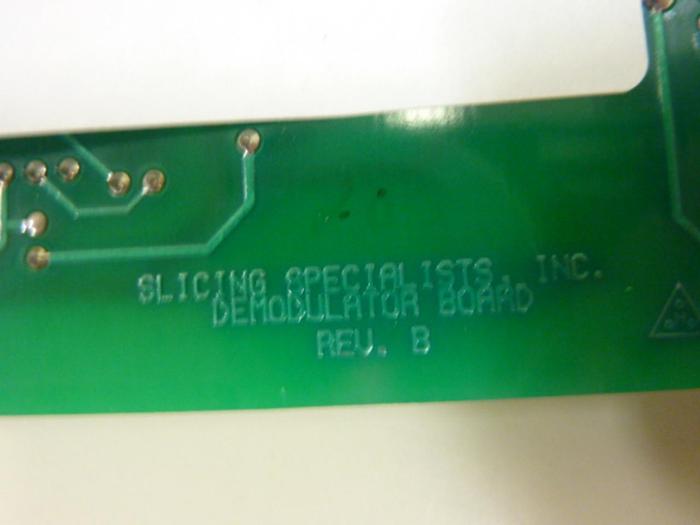 SLICING SPECIALISTS, INC.
DEMODULATOR BOARD
REV. B